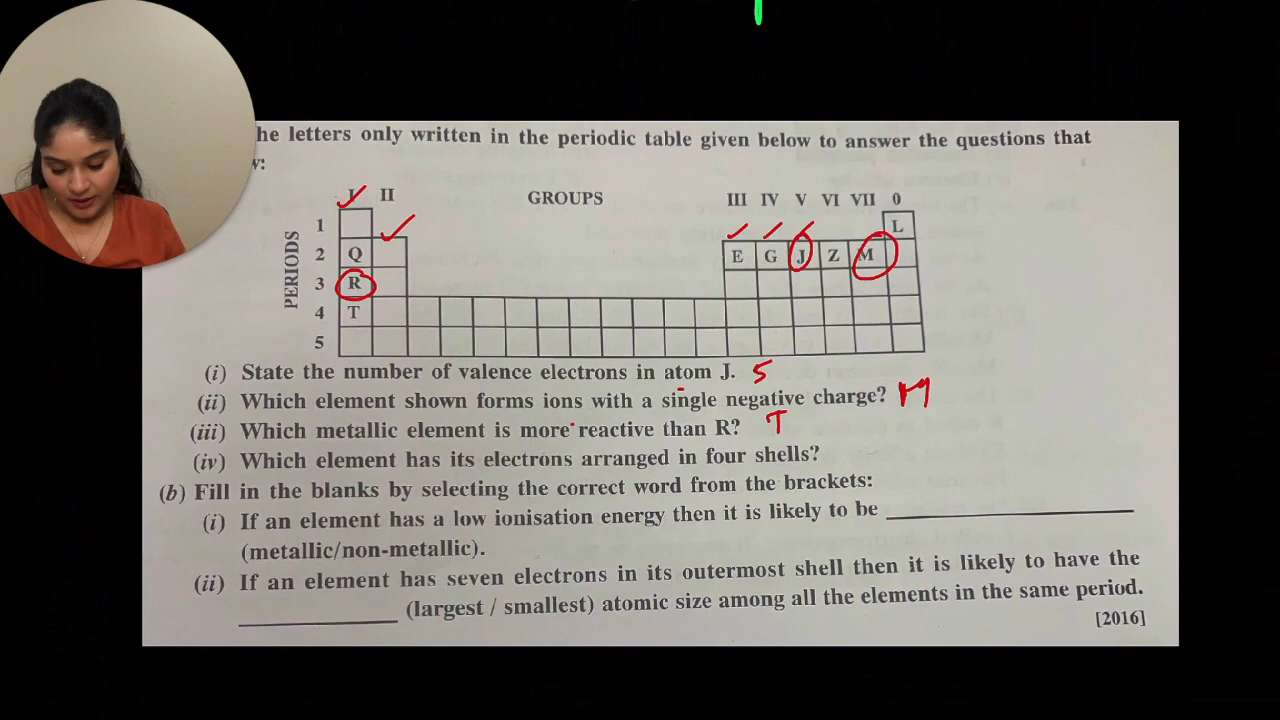 he letters only written in the periodic table given below to answer the questions that
w:
I II GROUPS III IV V VI VII 0
PERIODS
1 L
2 Q E G J Z M
3 R
4 T
5
(i) State the number of valence electrons in atom J. 5
(ii) Which element shown forms ions with a single negative charge? M
(iii) Which metallic element is more reactive than R? T
(iv) Which element has its electrons arranged in four shells?
(b) Fill in the blanks by selecting the correct word from the brackets:
(i) If an element has a low ionisation energy then it is likely to be
(metallic/non-metallic).
(ii) If an element has seven electrons in its outermost shell then it is likely to have the
(largest / smallest) atomic size among all the elements in the same period.
[2016]